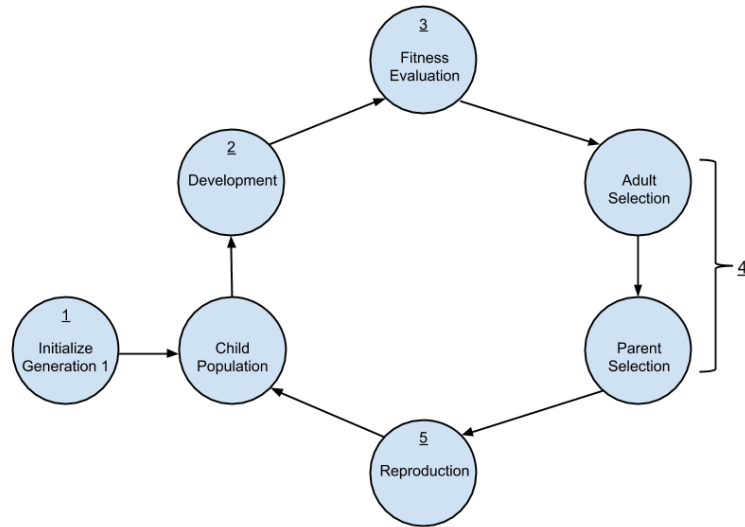 3
Fitness
Evaluation
2
Development
Adult
Selection
4
1
Initialize
Generation 1
Child
Population
Parent
Selection
5
Reproduction